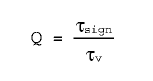 Q = τsign / τv